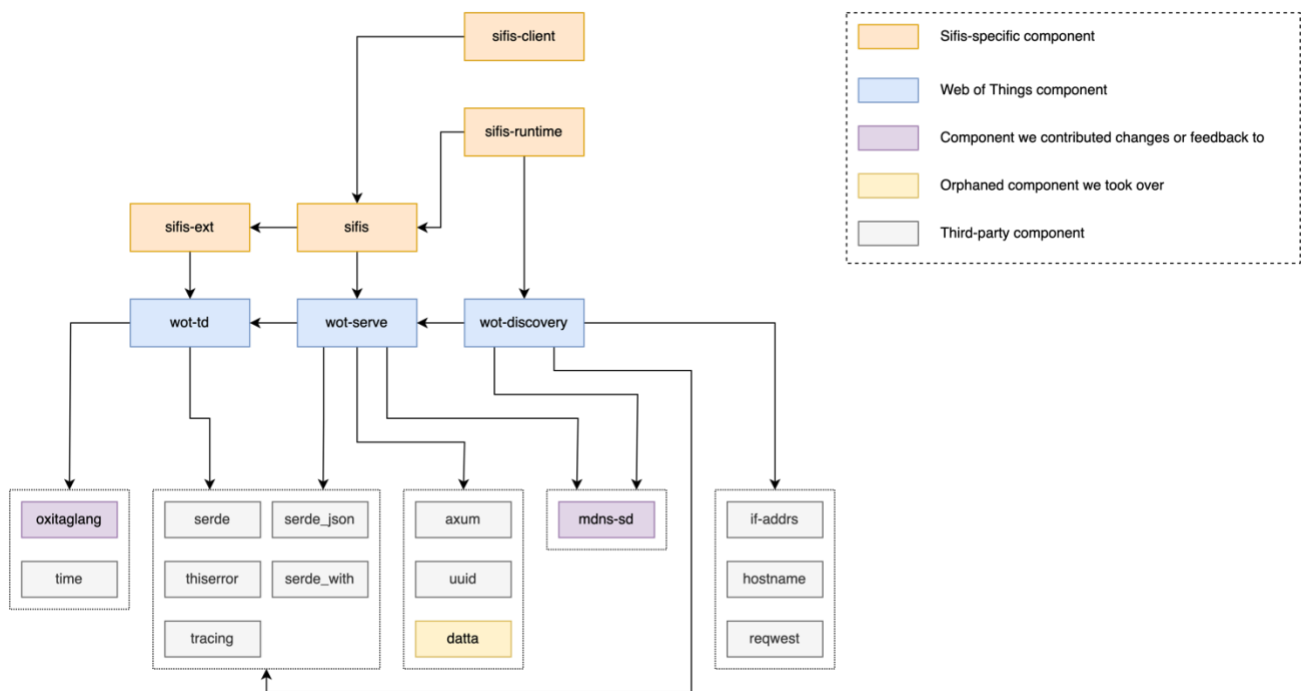 sifis-client
Sifis-specific component
Web of Things component
sifis-runtime
Component we contributed changes or feedback to
Orphaned component we took over
sifis-ext
sifis
Third-party component
wot-td
wot-serve
wot-discovery
oxitaglang
serde
serde_json
axum
mdns-sd
if-addrs
time
thiserror
serde_with
uuid
hostname
tracing
datta
reqwest